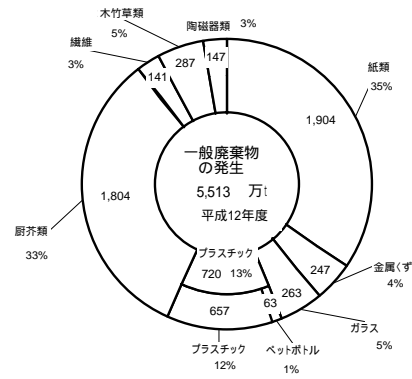 木竹草類
5%
陶磁器類 3%
繊維
3%
141
287
147
紙類
35%
1,904
一般廃棄物
の発生
5,513 万t
平成12年度
1,804
厨芥類
33%
プラスチック
720 13%
247
金属くず
4%
263
ガラス
5%
63
ペットボトル
1%
657
プラスチック
12%